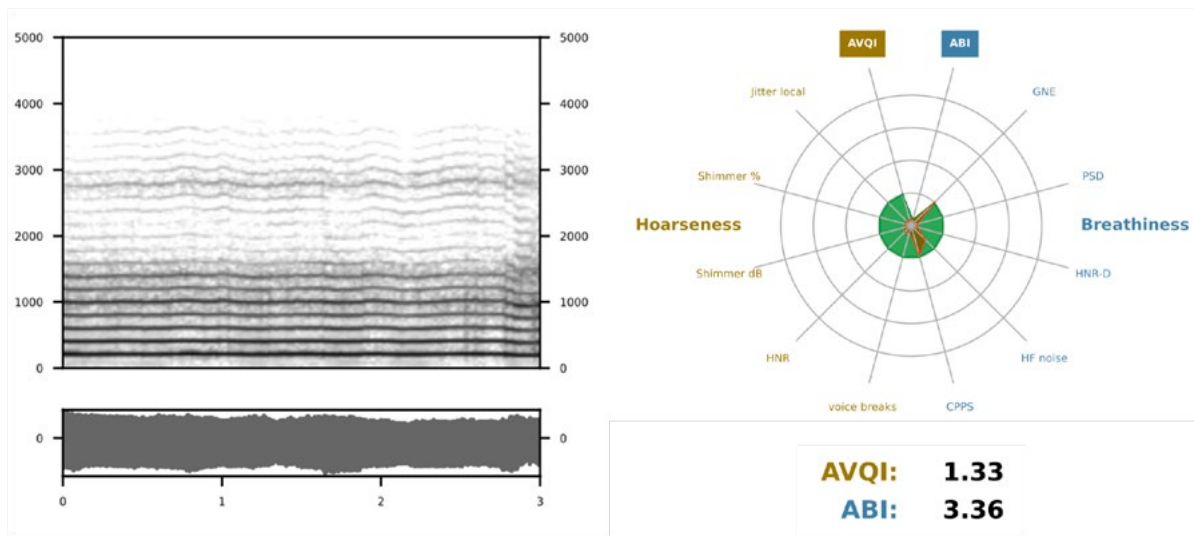 5000
4000
3000
2000
1000
0
5000
4000
3000
2000
1000
0
0
0
0
1
2
3
AVQI
ABI
Jitter local
GNE
Shimmer %
PSD
Hoarseness
Breathiness
Shimmer dB
HNR-D
HNR
HF noise
voice breaks
CPPS
AVQI: 1.33
ABI: 3.36